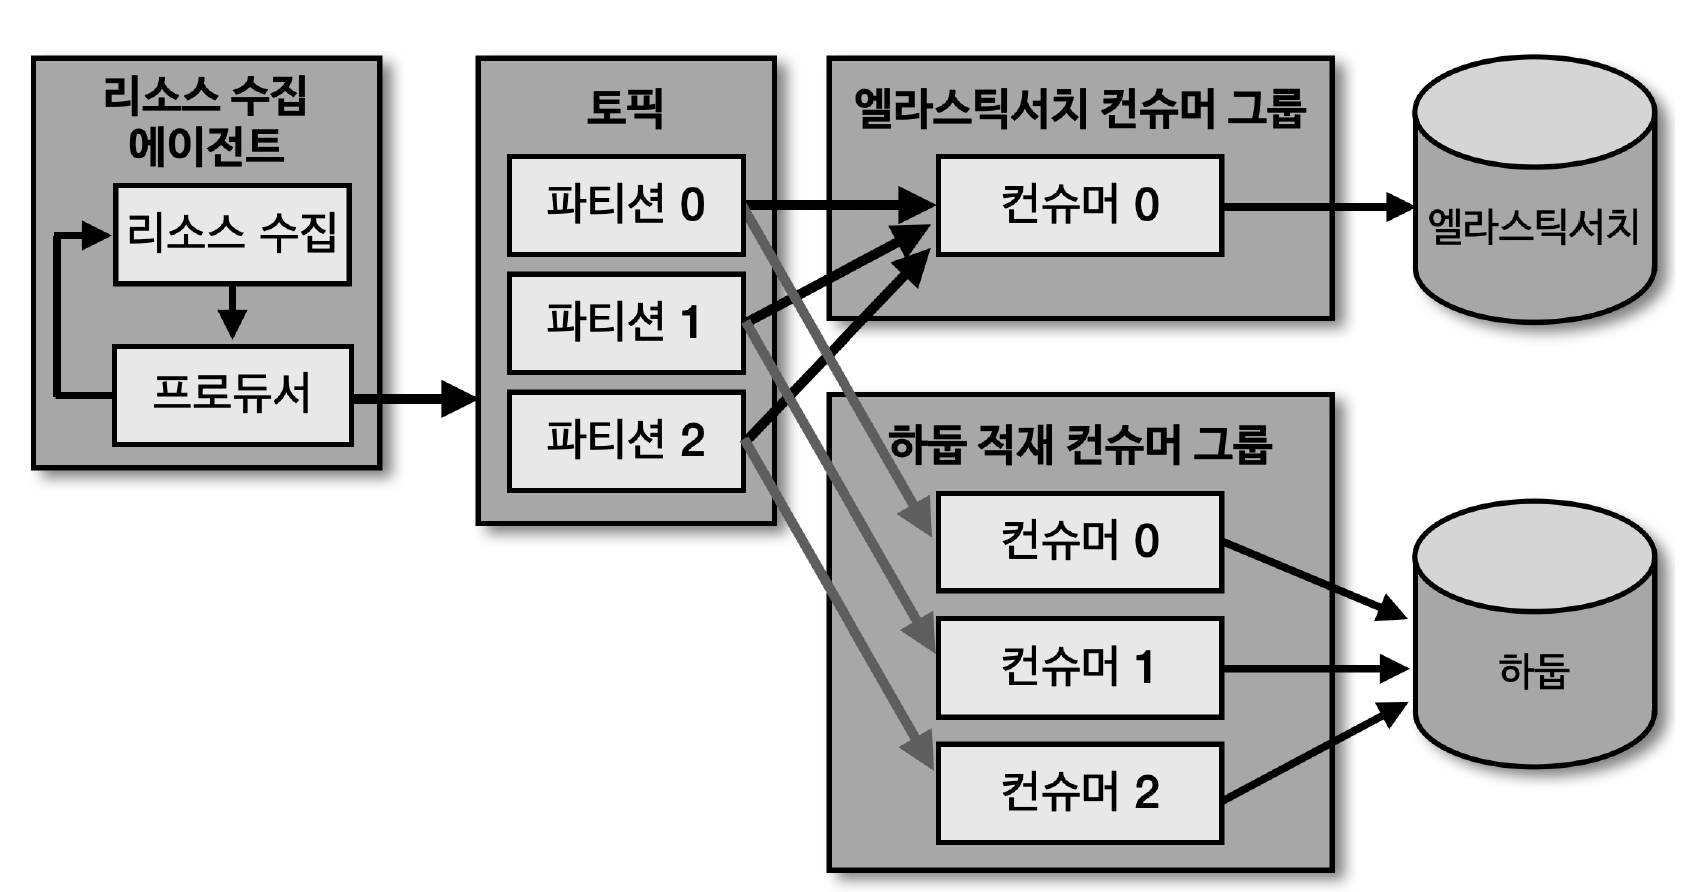 리소스 수집
에이전트
리소스 수집
프로듀서
토픽
파티션 0
파티션 1
파티션 2
엘라스틱서치 컨슈머 그룹
컨슈머 0
엘라스틱서치
하둡 적재 컨슈머 그룹
컨슈머 0
컨슈머 1
컨슈머 2
하둡